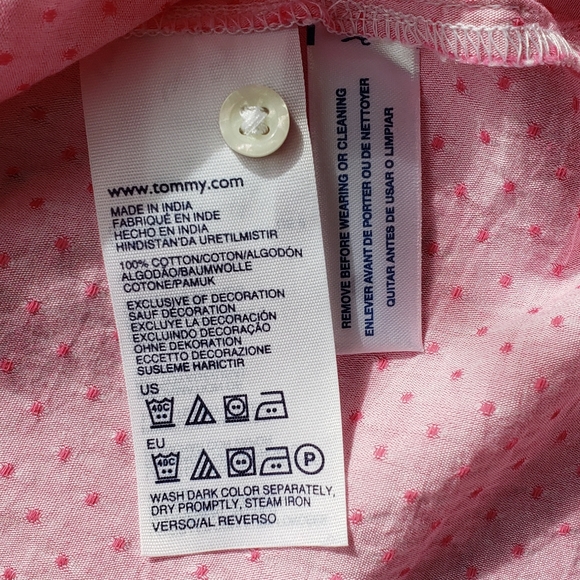 www.tommy.com
MADE IN INDIA
FABRIQUÉ EN INDE
HECHO EN INDIA
HINDISTAN'DA URETILMISTIR
100% COTTON/COTON/ALGODÓN
ALGODÃO/BAUMWOLLE
COTONE/PAMUK
EXCLUSIVE OF DECORATION
SAUF DÉCORATION
EXCLUYE LA DECORACIÓN
EXCLUINDO DECORAÇÃO
OHNE DEKORATION
ECCETTO DECORAZIONE
SUSLEME HARICTIR
US
40C
EU
40C
P
WASH DARK COLOR SEPARATELY,
DRY PROMPTLY, STEAM IRON
VERSO/AL REVERSO
REMOVE BEFORE WEARING OR CLEANING
ENLEVER AVANT DE PORTER OU DE NETTOYER
QUITAR ANTES DE USAR O LIMPIAR